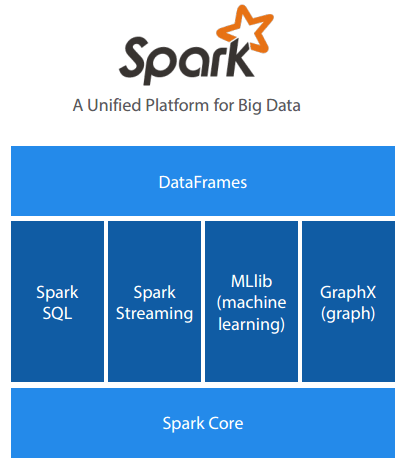 Spark
A Unified Platform for Big Data
DataFrames
Spark
SQL
Spark
Streaming
MLlib
(machine
learning)
GraphX
(graph)
Spark Core